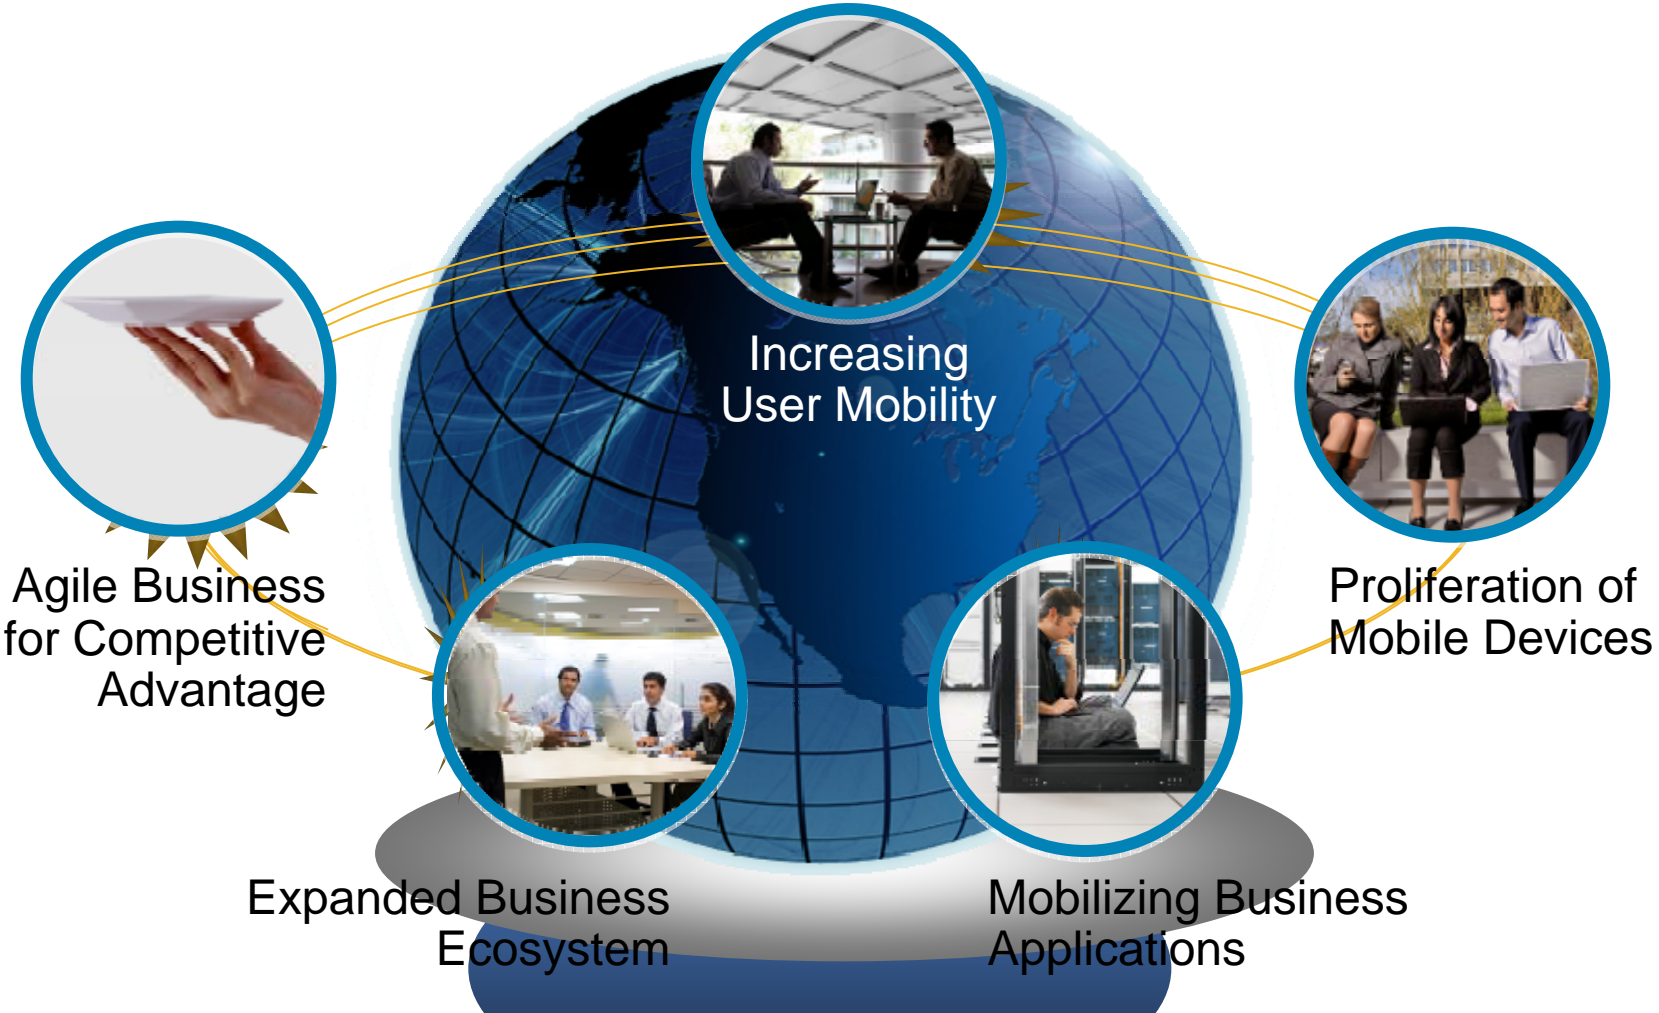 Increasing
User Mobility
Agile Business
for Competitive
Advantage
Proliferation of
Mobile Devices
Expanded Business
Ecosystem
Mobilizing Business
Applications